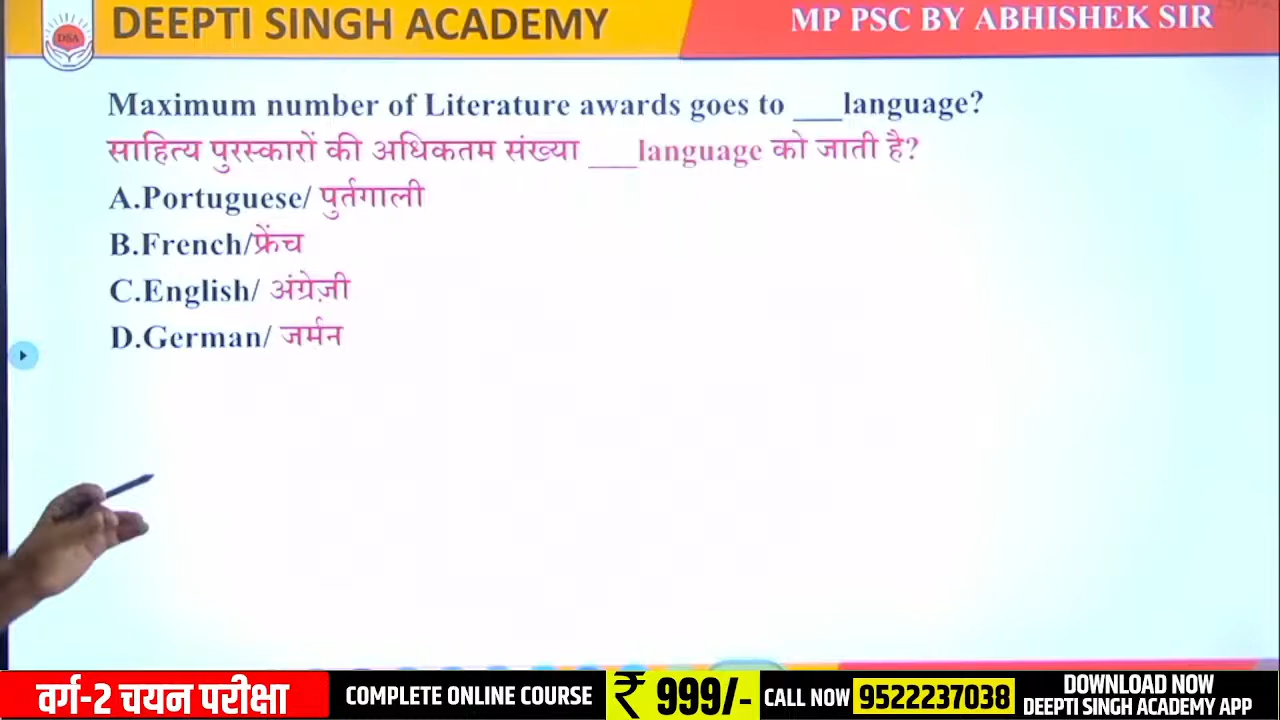 DEEPTI SINGH ACADEMY
MP PSC BY ABHISHEK SIR
DSA
Maximum number of Literature awards goes to ___language?
साहित्य पुरस्कारों की अधिकतम संख्या ___language को जाती है?
A.Portuguese/ पुर्तगाली
B.French/फ्रेंच
C.English/ अंग्रेज़ी
D.German/ जर्मन
वर्ग-2 चयन परीक्षा
COMPLETE ONLINE COURSE
₹ 999/-
CALL NOW 9522237038
DOWNLOAD NOW
DEEPTI SINGH ACADEMY APP